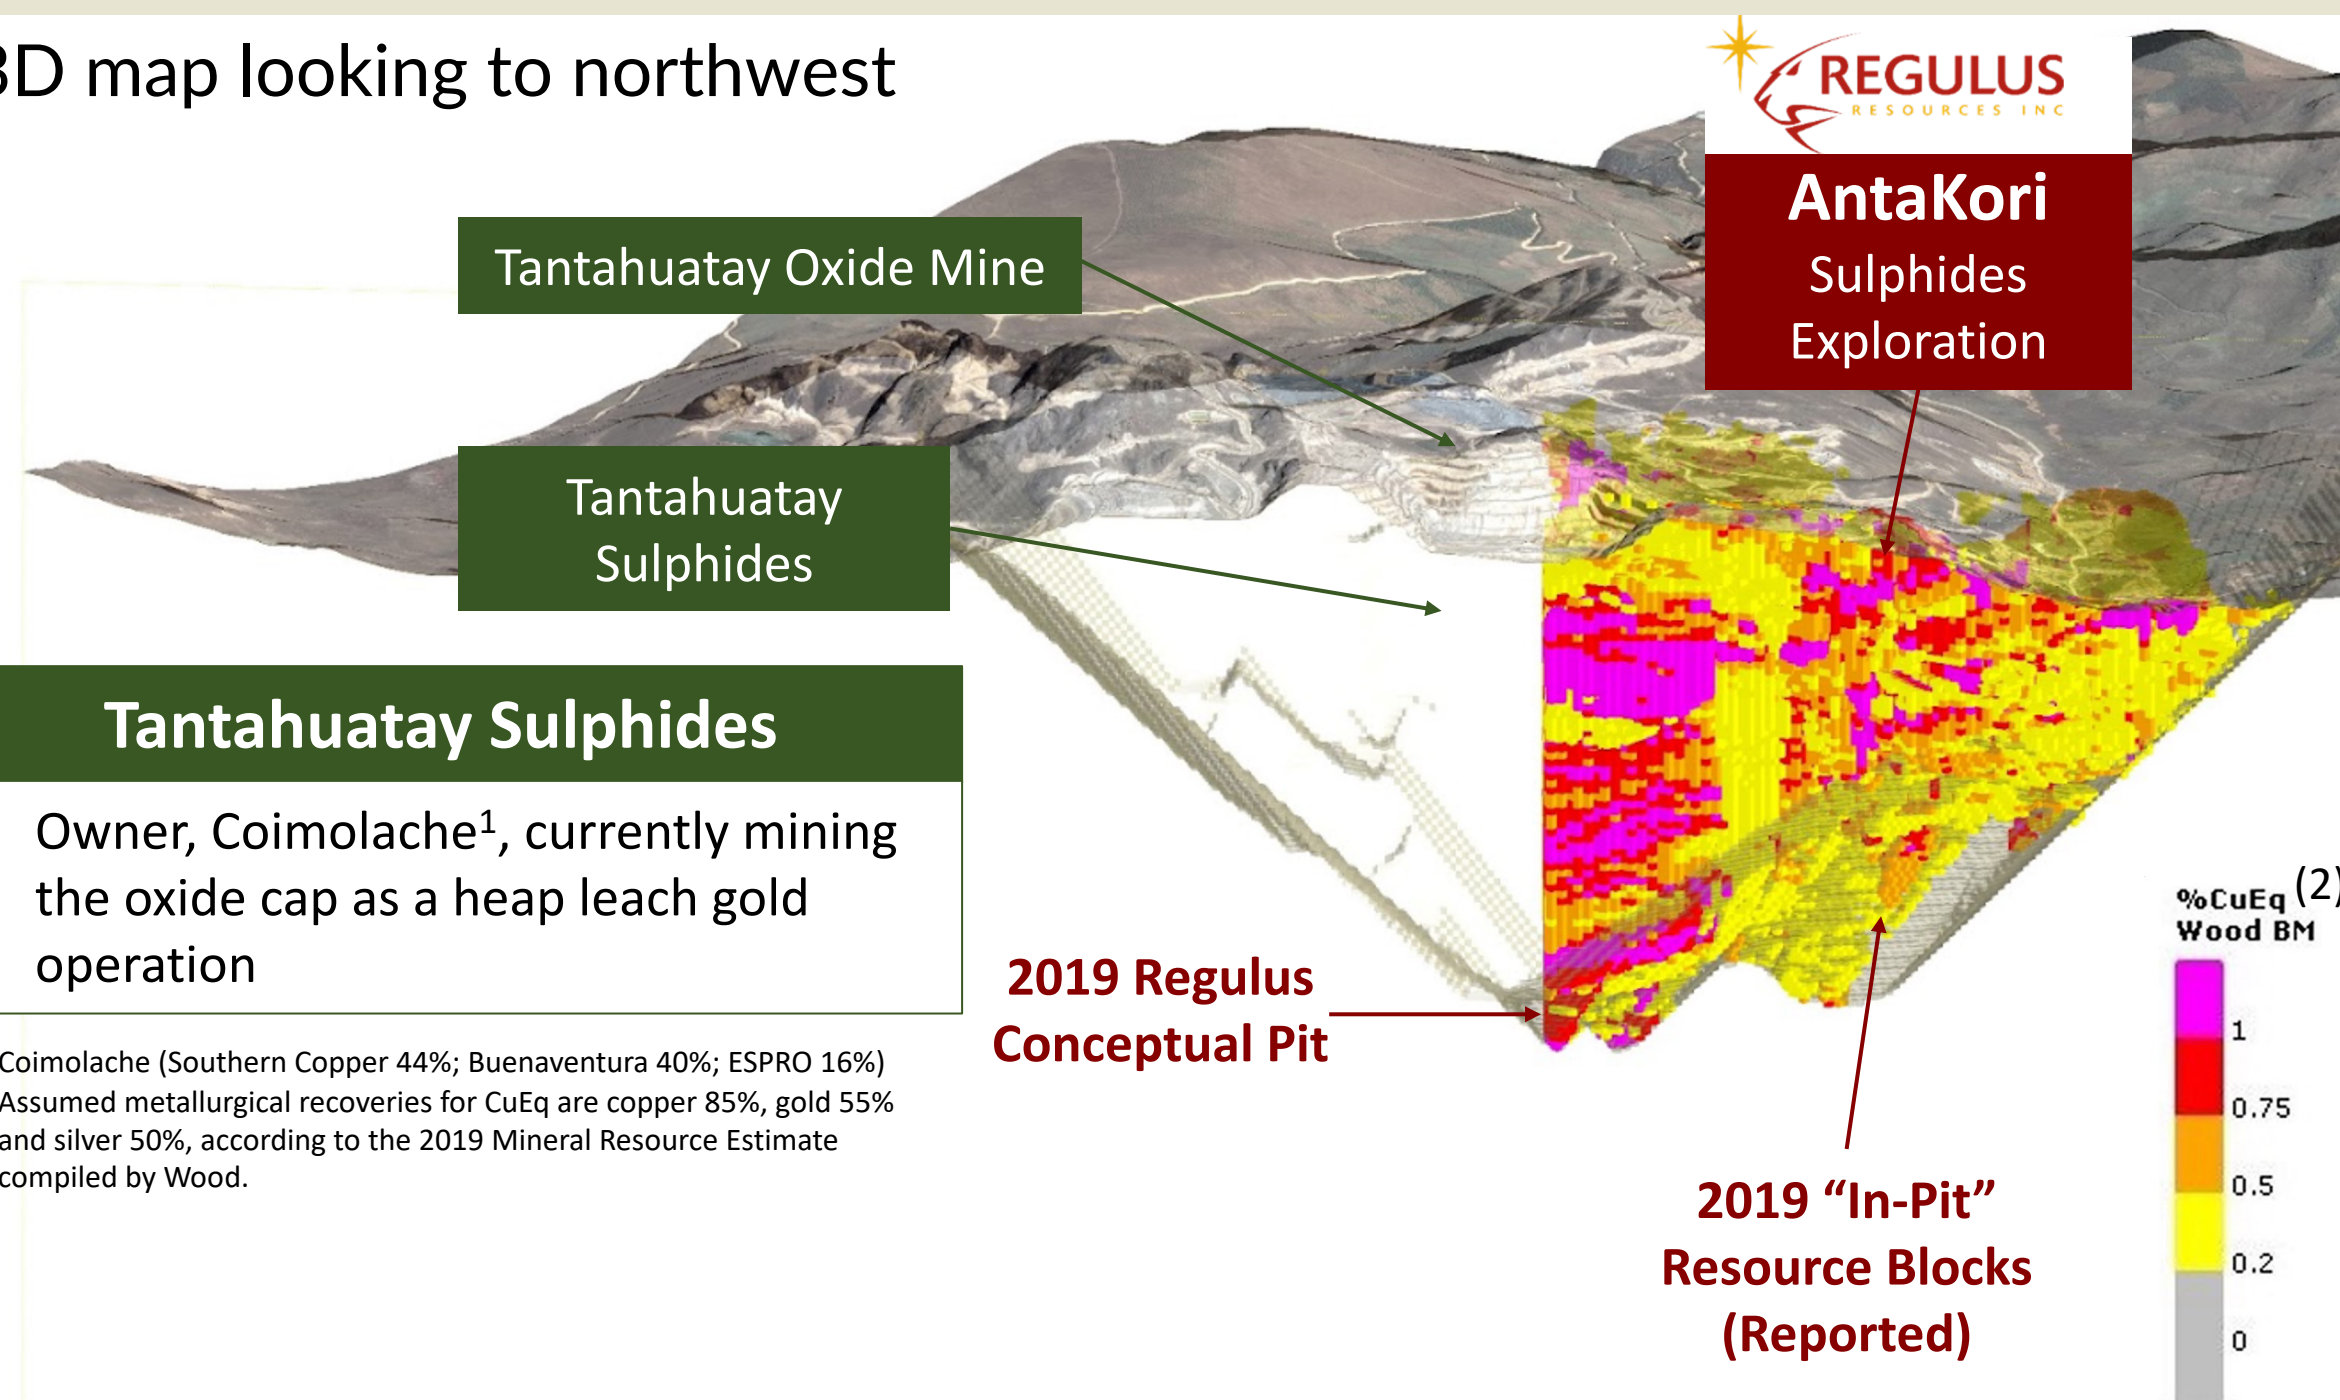 3D map looking to northwest
REGULUS
RESOURCES INC
AntaKori
Sulphides
Exploration
Tantahuatay Oxide Mine
Tantahuatay
Sulphides
Tantahuatay Sulphides
Owner, Coimolache¹, currently mining
the oxide cap as a heap leach gold
operation
2019 Regulus
Conceptual Pit
Coimolache (Southern Copper 44%; Buenaventura 40%; ESPRO 16%)
Assumed metallurgical recoveries for CuEq are copper 85%, gold 55%
and silver 50%, according to the 2019 Mineral Resource Estimate
compiled by Wood.
2019 “In-Pit”
Resource Blocks
(Reported)
%CuEq (2)
Wood BM
1
0.75
0.5
0.2
0